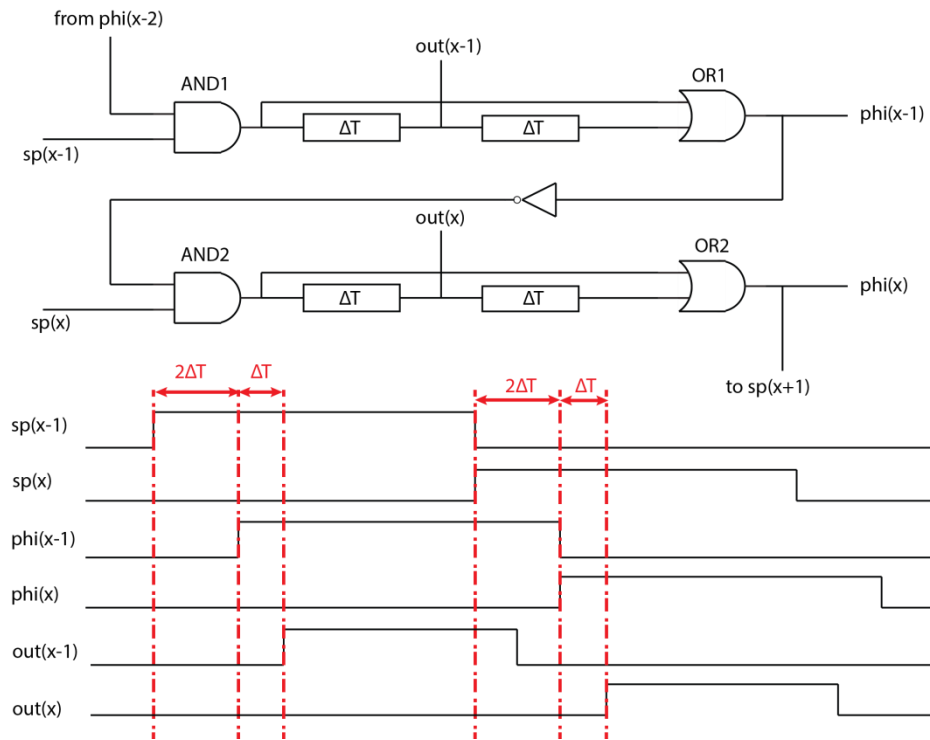 from phi(x-2)
out(x-1)
AND1
OR1
ΔT
ΔT
phi(x-1)
sp(x-1)
out(x)
AND2
OR2
ΔT
ΔT
phi(x)
sp(x)
to sp(x+1)
2ΔT
ΔT
2ΔT
ΔT
sp(x-1)
sp(x)
phi(x-1)
phi(x)
out(x-1)
out(x)